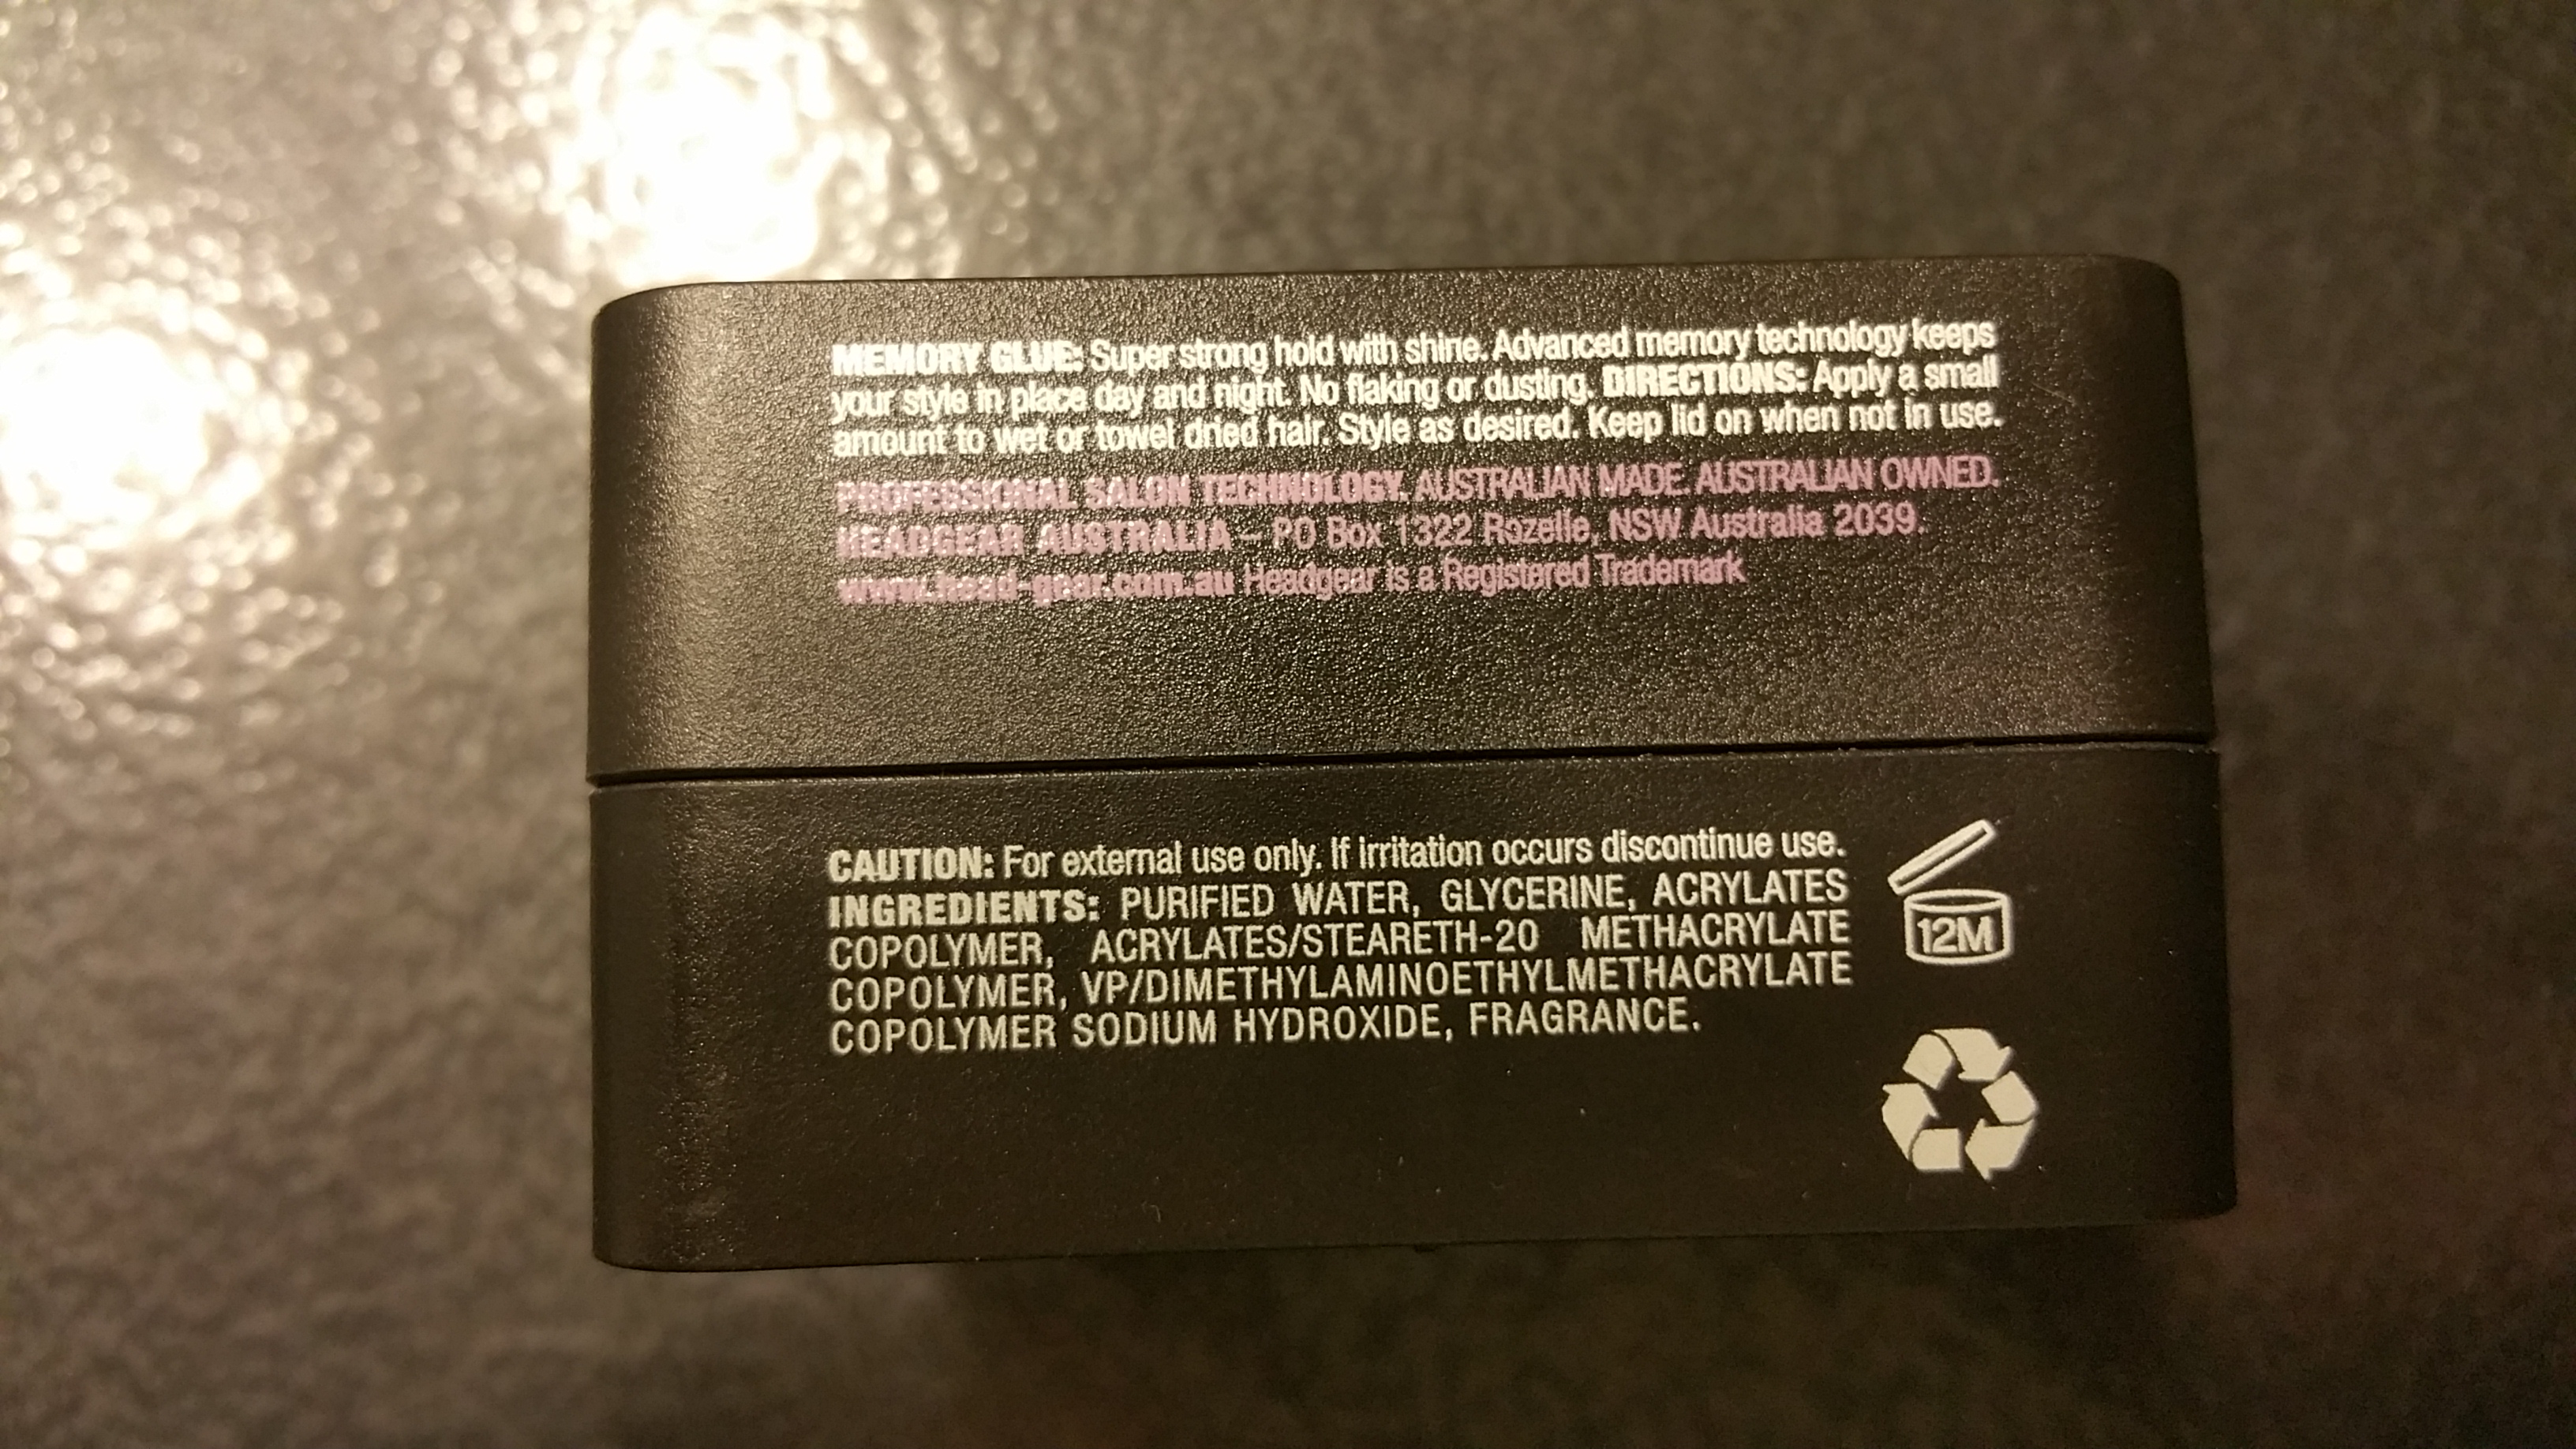 MEMORY GLUE: Super strong hold with shine. Advanced memory technology keeps
your style in place day and night. No flaking or dusting. DIRECTIONS: Apply a small
amount to wet or towel dried hair. Style as desired. Keep lid on when not in use.
PROFESSIONAL SALON TECHNOLOGY. AUSTRALIAN MADE AUSTRALIAN OWNED.
HEADGEAR AUSTRALIA – PO Box 1322 Rozelle, NSW Australia 2039.
www.head-gear.com.au Headgear is a Registered Trademark
CAUTION: For external use only. If irritation occurs discontinue use.
INGREDIENTS: PURIFIED WATER, GLYCERINE, ACRYLATES
COPOLYMER, ACRYLATES/STEARETH-20 METHACRYLATE
COPOLYMER, VP/DIMETHYLAMINOETHYLMETHACRYLATE
COPOLYMER SODIUM HYDROXIDE, FRAGRANCE.
12M